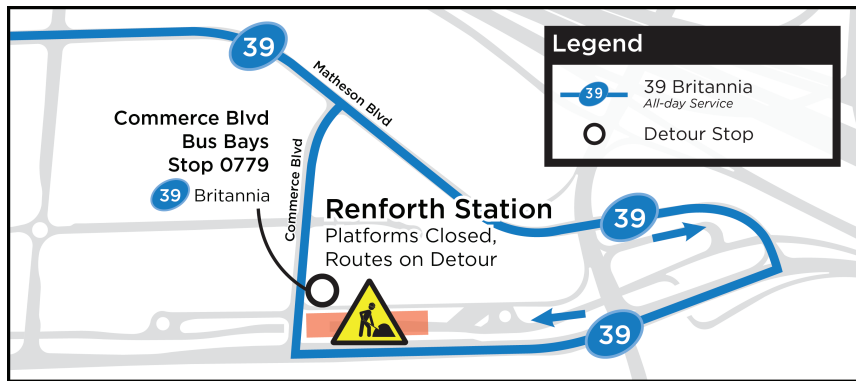 39
Matheson Blvd
Commerce Blvd
Bus Bays
Stop 0779
39 Britannia
Commerce Blvd
Renforth Station
Platforms Closed,
Routes on Detour
39
39
Legend
39 39 Britannia
All-day Service
Detour Stop